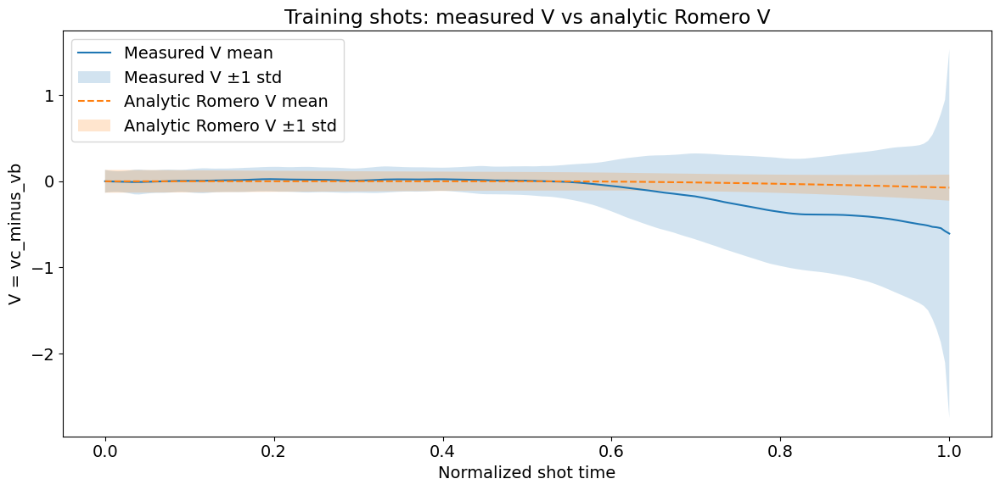 Training shots: measured V vs analytic Romero V
Measured V mean
Measured V ±1 std
Analytic Romero V mean
Analytic Romero V ±1 std
V = vc_minus_vb
1
0
−1
−2
0.0 0.2 0.4 0.6 0.8 1.0
Normalized shot time